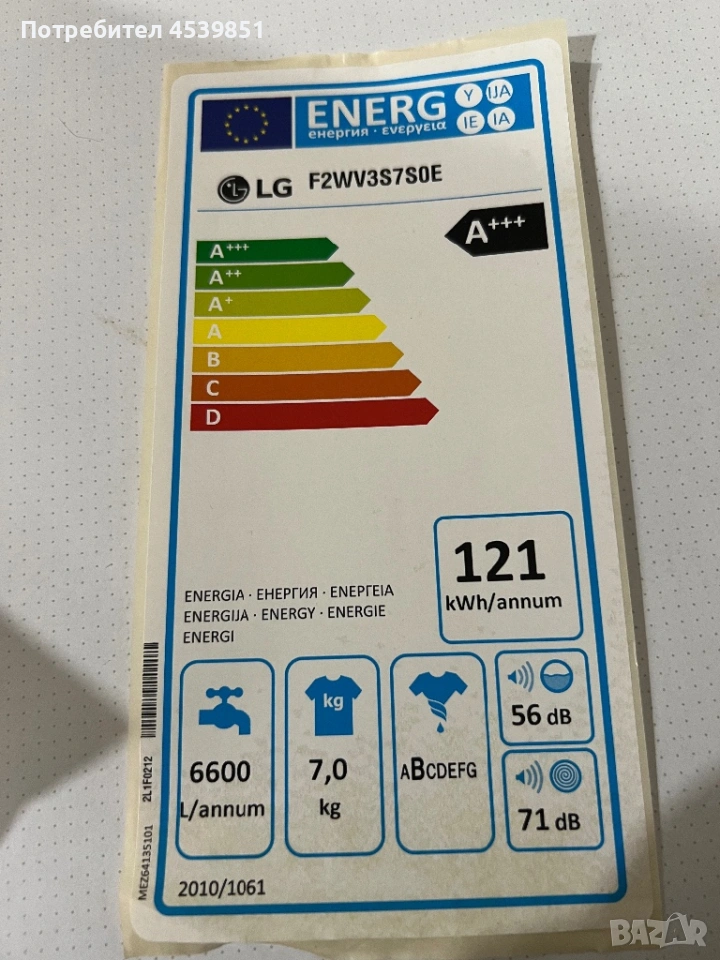 Потребител 4539851
ENERG
енергия · ενεργεια
Y IJA
IE IA
LG F2WV3S7S0E
A+++
A+++
A++
A+
A
B
C
D
121
kWh/annum
ENERGIA · ЕНЕРГИЯ · ΕΝΕΡΓΕΙΑ
ENERGIJA · ENERGY · ENERGIE
ENERGI
6600
L/annum
kg
7,0
kg
ABCDEFG
56 dB
71 dB
2010/1061
MEZ64135101 2L1F0212
BAZAR